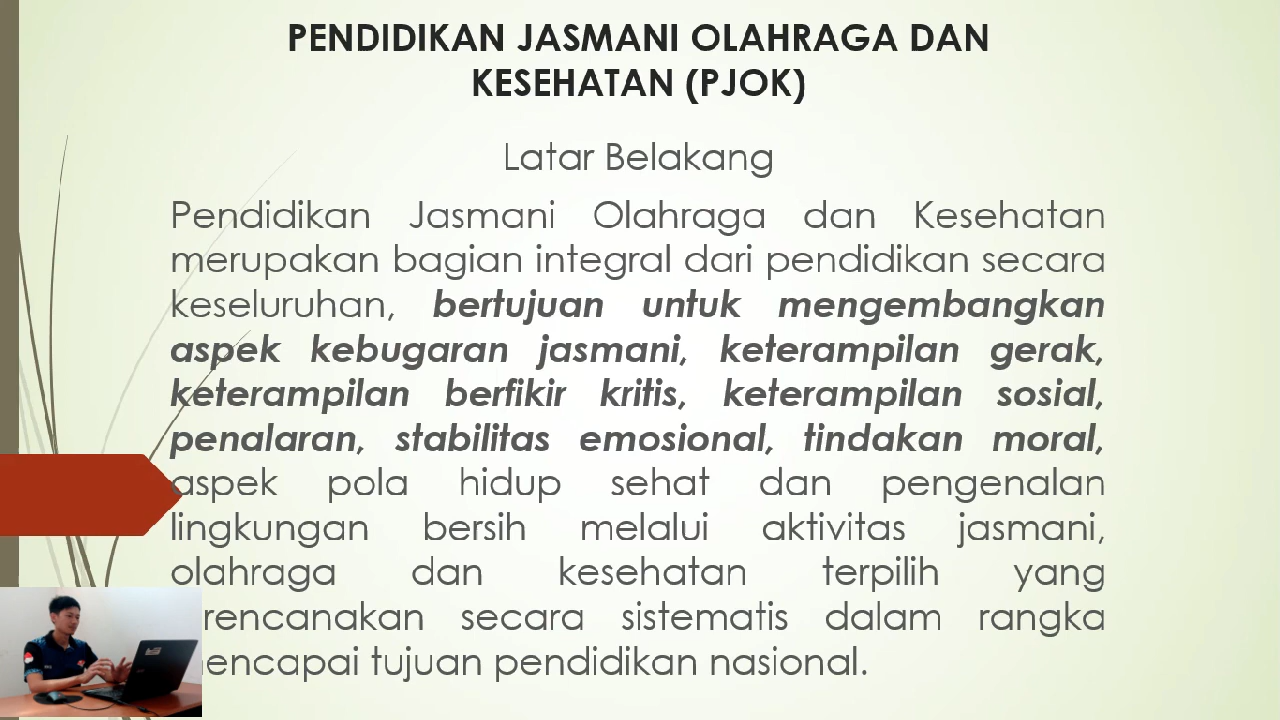 PENDIDIKAN JASMANI OLAHRAGA DAN
KESEHATAN (PJOK)
Latar Belakang
Pendidikan Jasmani Olahraga dan Kesehatan
merupakan bagian integral dari pendidikan secara
keseluruhan, bertujuan untuk mengembangkan
aspek kebugaran jasmani, keterampilan gerak,
keterampilan berfikir kritis, keterampilan sosial,
penalaran, stabilitas emosional, tindakan moral,
aspek pola hidup sehat dan pengenalan
lingkungan bersih melalui aktivitas jasmani,
olahraga dan kesehatan terpilih yang
rencanakan secara sistematis dalam rangka
encapai tujuan pendidikan nasional.